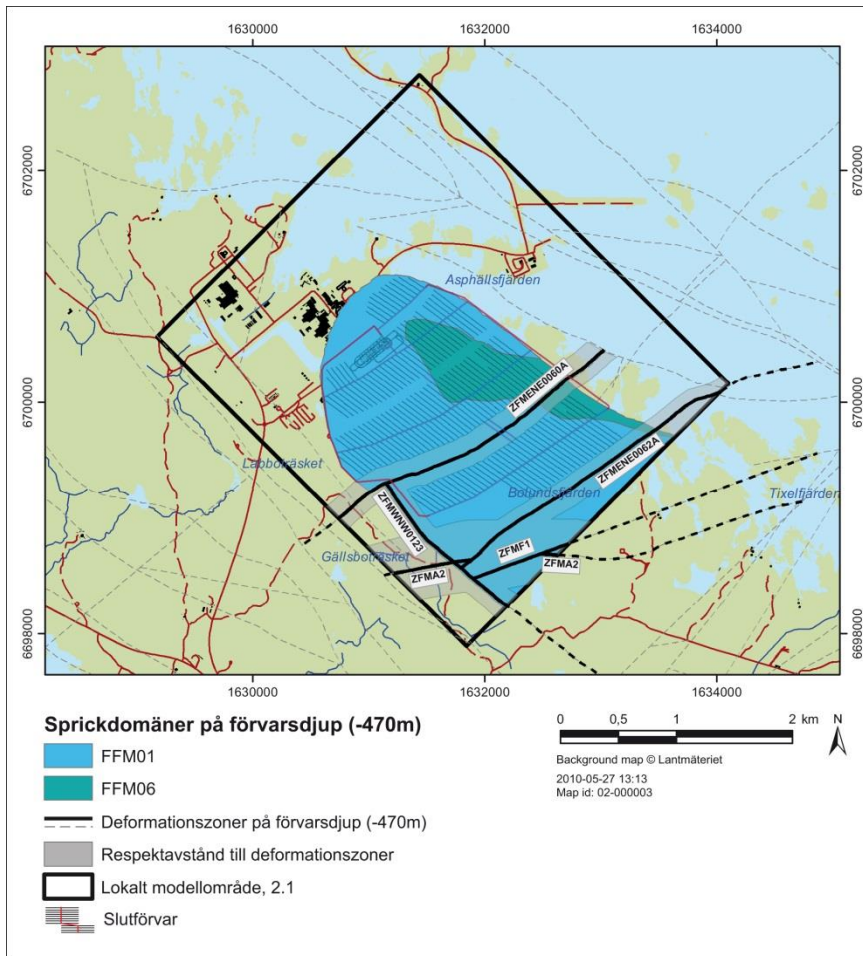 1630000 1632000 1634000
6702000
6702000
Asphällsfjärden
ZFMENE0060A
6700000
6700000
ZFMENE0062A
Labboträsket
Bolundsfjärden
Tixelfjärden
ZFMWNW0123
Gällsboträsket
ZFMF1
ZFMA2
ZFMA2
6698000
6698000
1630000 1632000 1634000
Sprickdomäner på förvarsdjup (-470m)
FFM01
FFM06
Deformationszoner på förvarsdjup (-470m)
Respektavstånd till deformationszoner
Lokalt modellområde, 2.1
Slutförvar
0 0,5 1 2 km
N
Background map © Lantmäteriet
2010-05-27 13:13
Map id: 02-000003